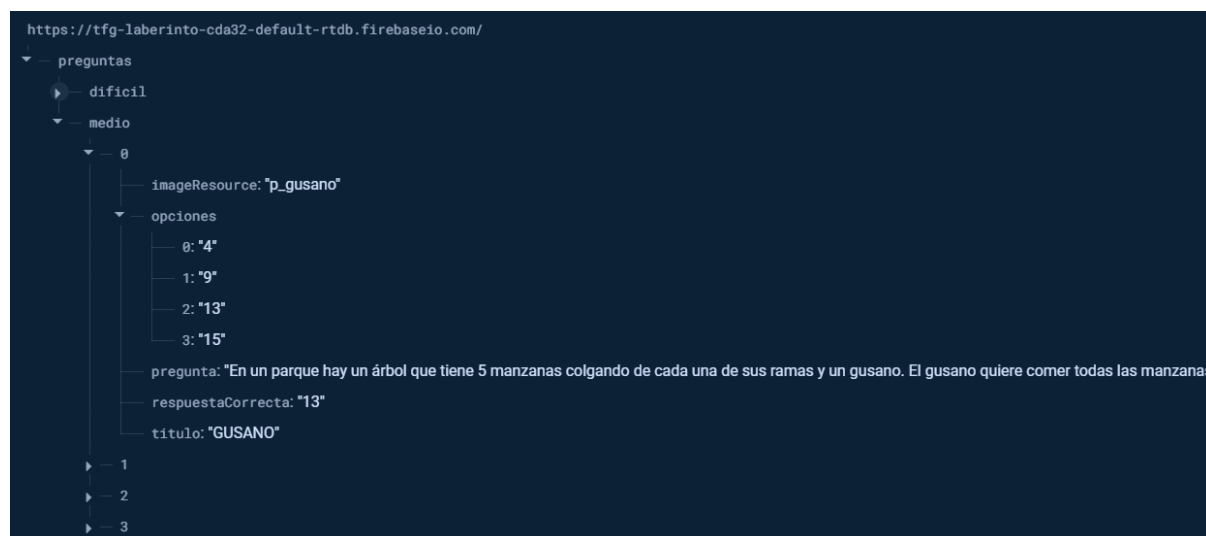 https://tfg-laberinto-cda32-default-rtdb.firebaseio.com/
preguntas
dificil
medio
0
imageResource: "p_gusano"
opciones
0: "4"
1: "9"
2: "13"
3: "15"
pregunta: "En un parque hay un árbol que tiene 5 manzanas colgando de cada una de sus ramas y un gusano. El gusano quiere comer todas las manzanas
respuestaCorrecta: "13"
titulo: "GUSANO"
1
2
3